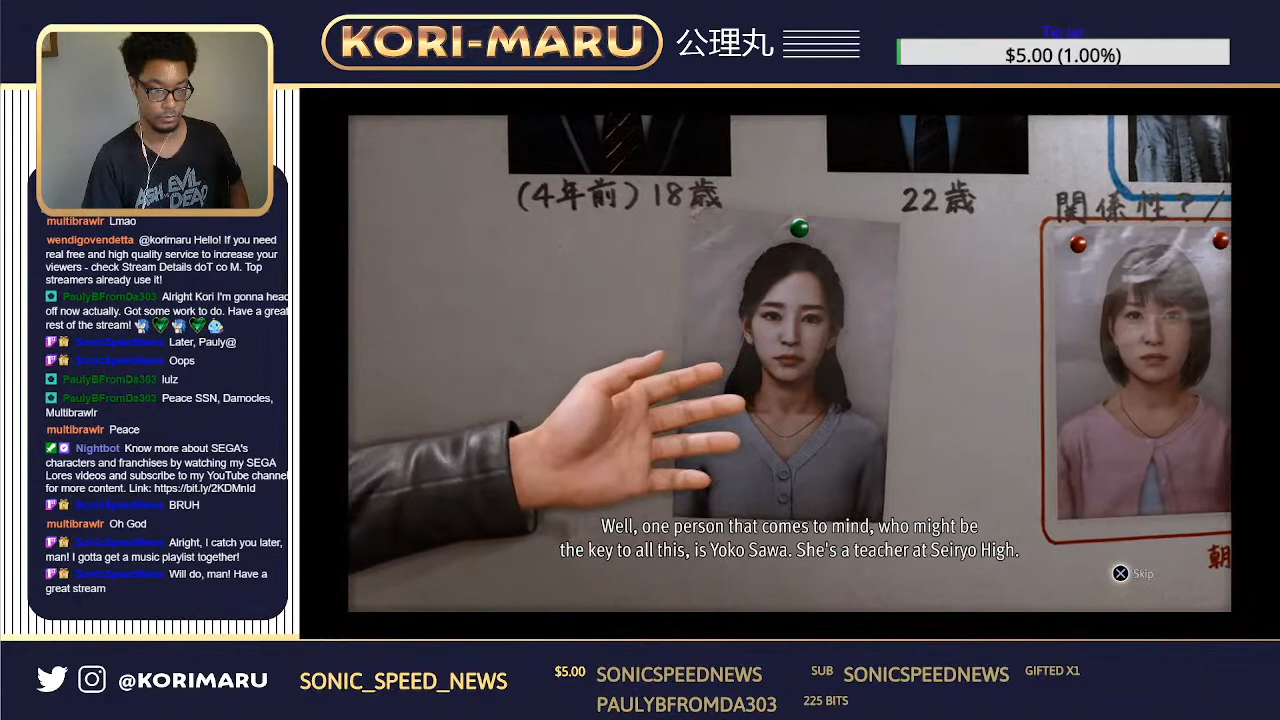 KORI-MARU 公理丸
Tip Jar
$5.00 (1.00%)
ASH EVIL
DEAD
multibrawlr Lmao
wendigovendetta @korimaru Hello! If you need
real free and high quality service to increase your
viewers - check Stream Details doT co M. Top
streamers already use it!
PaulyBFromDa303 Alright Kori I'm gonna head
off now actually. Got some work to do. Have a great
rest of the stream!
SonicSpeedNews Later, Pauly@
SonicSpeedNews Oops
PaulyBFromDa303 lulz
PaulyBFromDa303 Peace SSN, Damocles,
Multibrawlr
multibrawlr Peace
Nightbot Know more about SEGA's
characters and franchises by watching my SEGA
Lores videos and subscribe to my YouTube channel
for more content. Link: https://bit.ly/2KDMnId
SonicSpeedNews BRUH
multibrawlr Oh God
SonicSpeedNews Alright, I catch you later,
man! I gotta get a music playlist together!
SonicSpeedNews Will do, man! Have a
great stream
(4年前)18歳
22歳
関係性?/
朝
Well, one person that comes to mind, who might be
the key to all this, is Yoko Sawa. She's a teacher at Seiryo High.
Skip
@KORIMARU
SONIC_SPEED_NEWS
$5.00 SONICSPEEDNEWS
SUB SONICSPEEDNEWS GIFTED X1
PAULYBFROMDA303
225 BITS